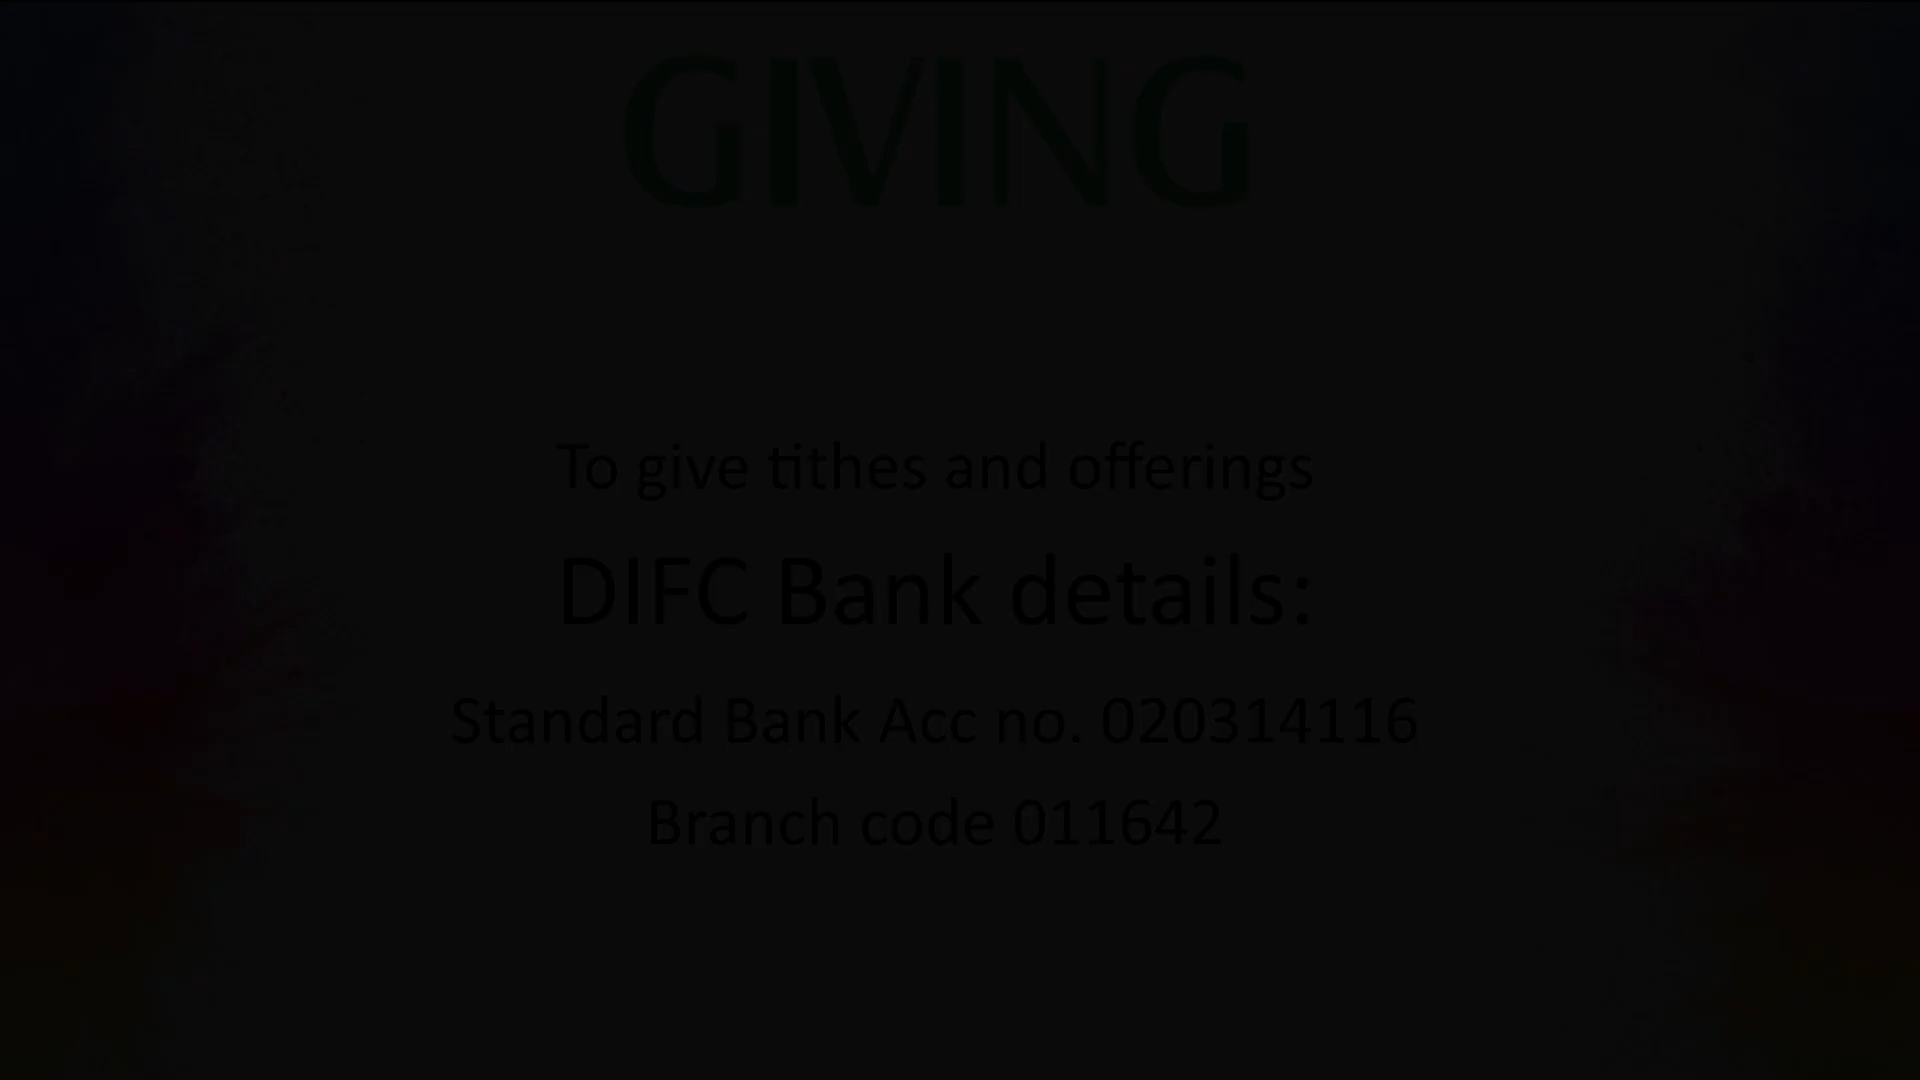 GIVING
To give tithes and offerings
DIFC Bank details:
Standard Bank Acc no. 020314116
Branch code 011642